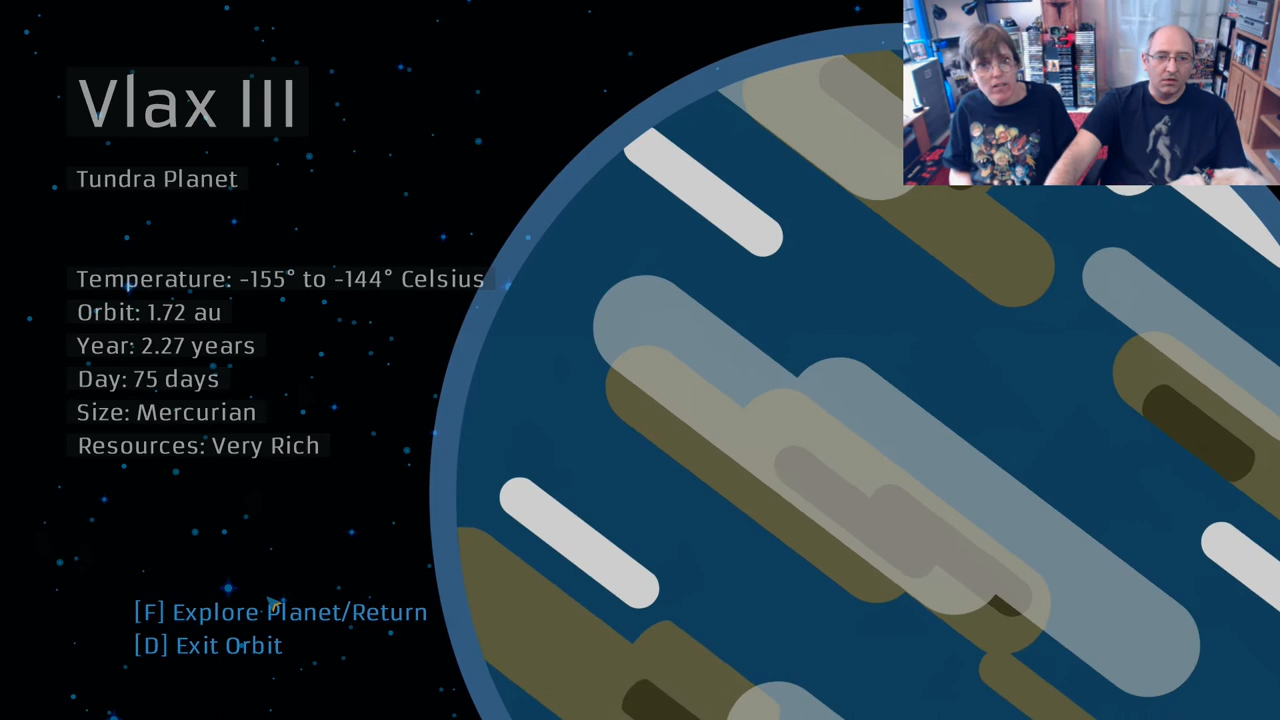 Vlax III
Tundra Planet
Temperature: -155° to -144° Celsius
Orbit: 1.72 au
Year: 2.27 years
Day: 75 days
Size: Mercurian
Resources: Very Rich
[F] Explore Planet/Return
[D] Exit Orbit